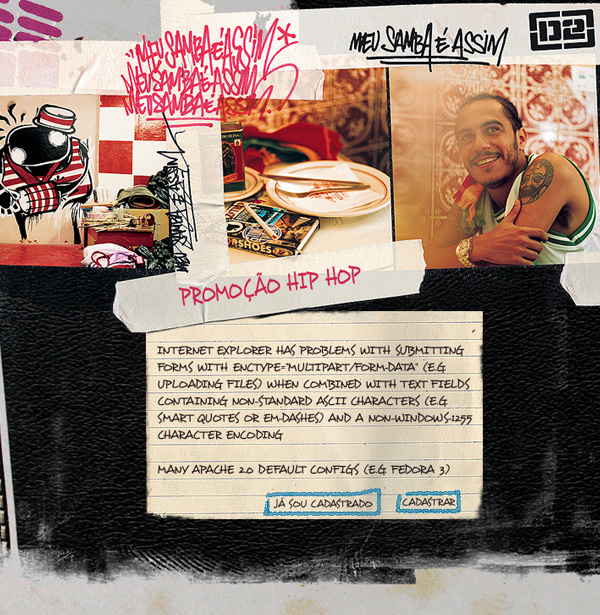 "MEU SAMBA É ASSIM"
MEU SAMBA É ASSIM
MEU SAMBA É ASSIM
MEU SAMBA É ASSIM
D2
MEU SAMBA É ASSIM
PROMOÇÃO HIP HOP
INTERNET EXPLORER HAS PROBLEMS WITH SUBMITTING
FORMS WITH ENCTYPE="MULTIPART/FORM-DATA" (E.G
UPLOADING FILES) WHEN COMBINED WITH TEXT FIELDS
CONTAINING NON-STANDARD ASCII CHARACTERS (E.G
SMART QUOTES OR EM-DASHES) AND A NON-WINDOWS-1255
CHARACTER ENCODING
MANY APACHE 2.0 DEFAULT CONFIGS (E.G FEDORA 3)
JÁ SOU CADASTRADO
CADASTRAR